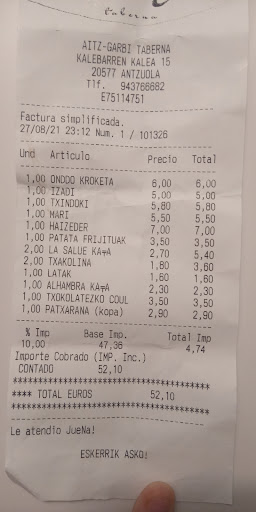 Taberna
AITZ-GARBI TABERNA
KALEBARREN KALEA 15
20577 ANTZUOLA
Tlf. 943766682
E75114751
Factura simplificada.
27/08/21 23:12 Num. 1 / 101326
Und Artículo Precio Total
1,00 ONDDO KROKETA 6,00 6,00
1,00 IZADI 5,00 5,00
1,00 TXINDOKI 5,80 5,80
1,00 MARI 5,50 5,50
1,00 HAIZEDER 7,00 7,00
1,00 PATATA FRIJITUAK 3,50 3,50
2,00 LA SALUE KAÑA 2,70 5,40
2,00 TXAKOLINA 1,80 3,60
1,00 LATAK 1,60 1,60
1,00 ALHAMBRA KAÑA 2,30 2,30
1,00 TXOKOLATEZKO COUL 3,50 3,50
1,00 PATXARANA (kopa) 2,90 2,90
% Imp Base Imp. Total Imp
10,00 47,36 4,74
Importe Cobrado (IMP. Inc.)
CONTADO 52,10
**************************************
**** TOTAL EUROS 52,10
**************************************
Le atendio JueNa!
ESKERRIK ASKO!